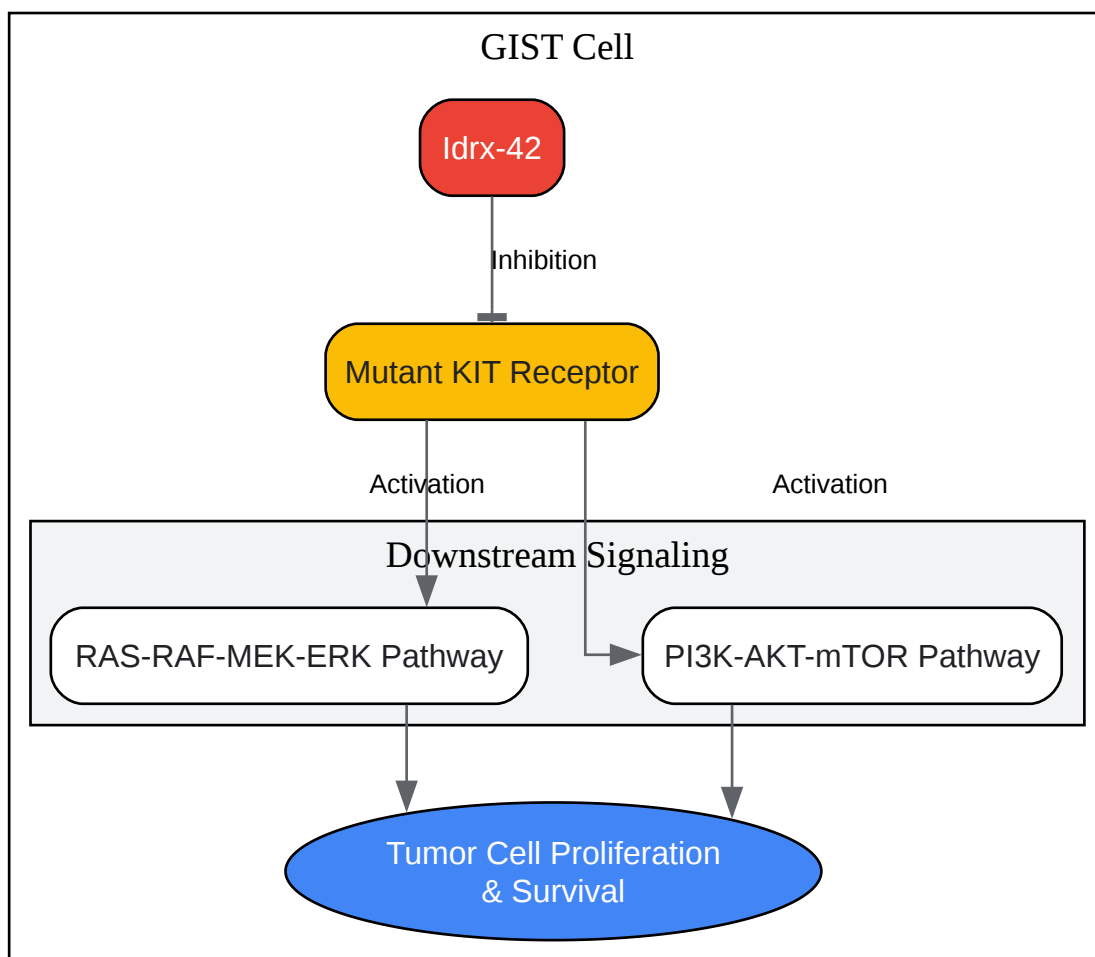 GIST Cell
Idrx-42
Inhibition
Mutant KIT Receptor
Activation
Activation
Downstream Signaling
RAS-RAF-MEK-ERK Pathway
PI3K-AKT-mTOR Pathway
Tumor Cell Proliferation
& Survival